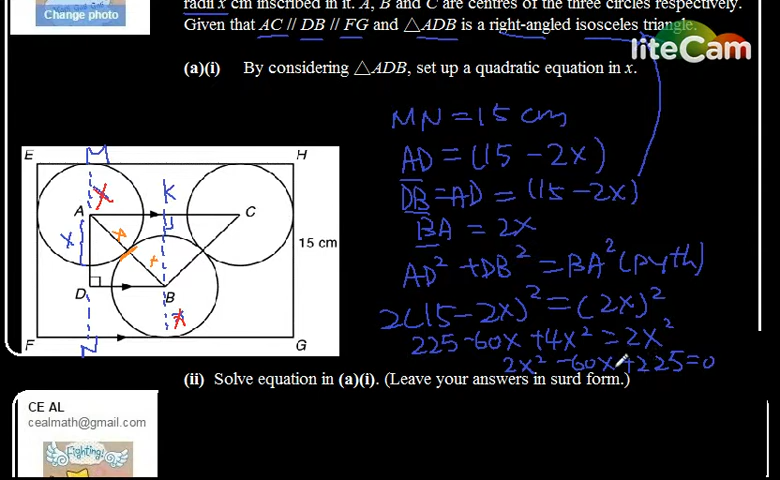 Change photo
radii x cm inscribed in it. A, B and C are centres of the three circles respectively.
Given that AC // DB // FG and △ADB is a right-angled isosceles triangle.
liteCam
(a)(i) By considering △ADB, set up a quadratic equation in x.
MN = 15 cm
AD = (15 - 2x)
DB = AD = (15 - 2x)
BA = 2x
AD² + DB² = BA² (pyth)
2(15 - 2x)² = (2x)²
225 - 60x + 4x² = 2x²
2x² - 60x + 225 = 0
E M H
K
x
A C
x x 15 cm
x
D B
x
F N G
(ii) Solve equation in (a)(i). (Leave your answers in surd form.)
CE AL
cealmath@gmail.com
Fighting!